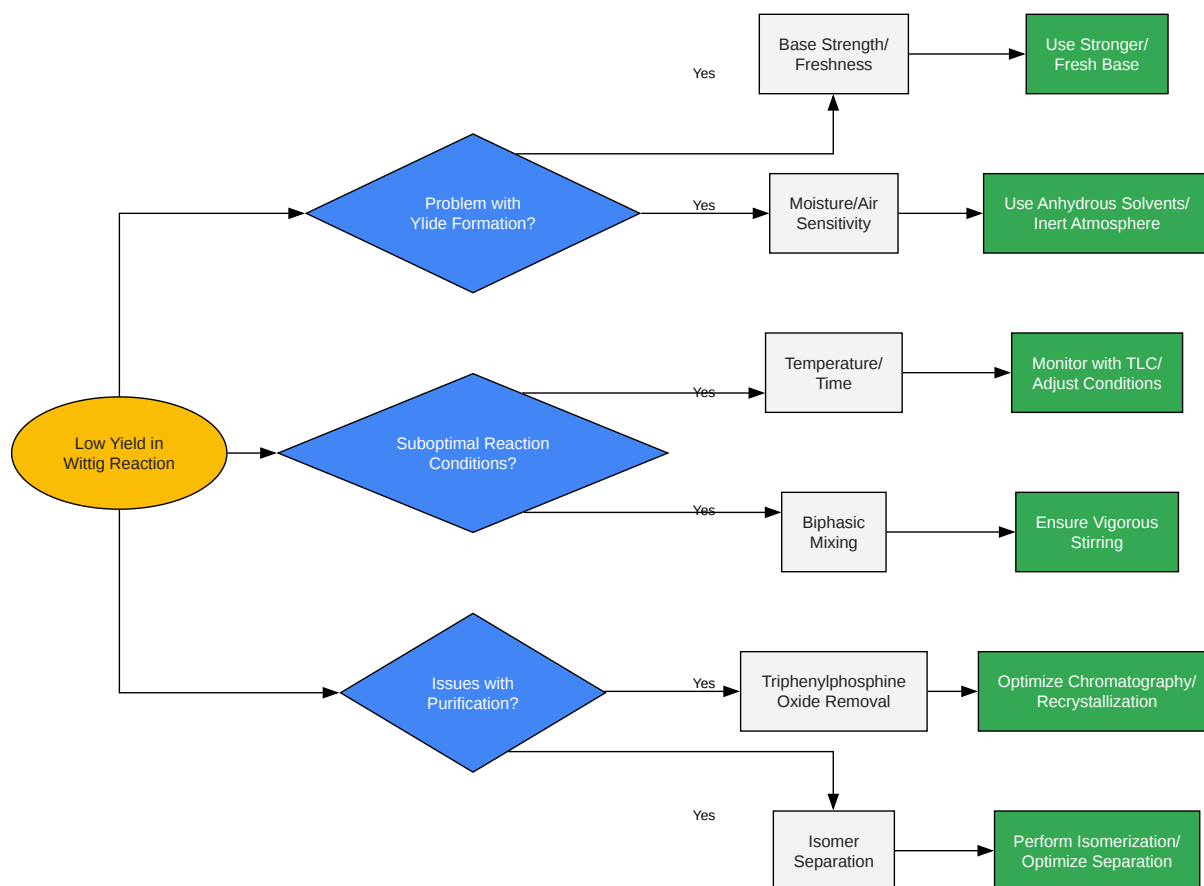 Base Strength/
Freshness
Use Stronger/
Fresh Base
Yes
Problem with
Ylide Formation?
Yes
Moisture/Air
Sensitivity
Use Anhydrous Solvents/
Inert Atmosphere
Temperature/
Time
Monitor with TLC/
Adjust Conditions
Yes
Low Yield in
Wittig Reaction
Suboptimal Reaction
Conditions?
Yes
Biphasic
Mixing
Ensure Vigorous
Stirring
Issues with
Purification?
Yes
Triphenylphosphine
Oxide Removal
Optimize Chromatography/
Recrystallization
Yes
Isomer
Separation
Perform Isomerization/
Optimize Separation